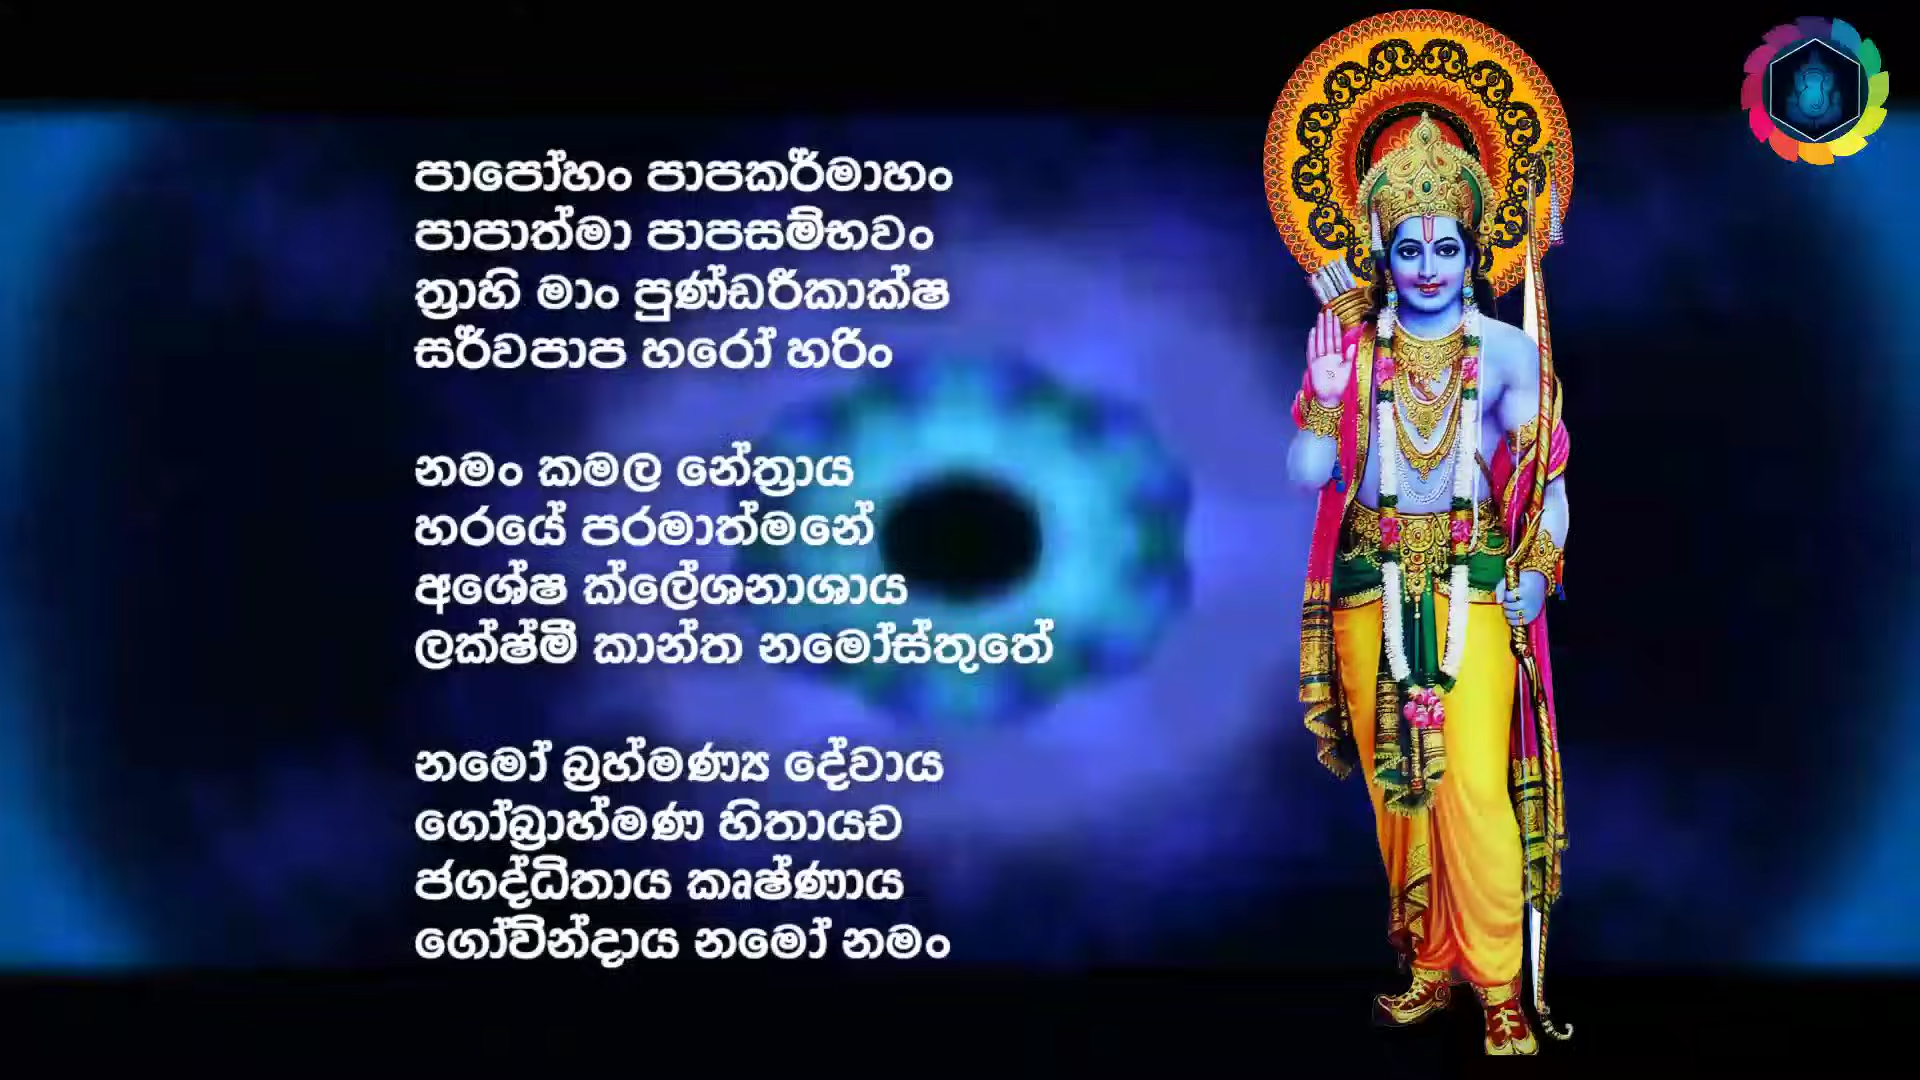 පාපෝහං පාපකර්මාහං
පාපාත්මා පාපසම්භවං
ත්‍රාහි මාං පුණ්ඩරීකාක්ෂ
සර්වපාප හරෝ හරිං
නමං කමල නේත්‍රාය
හරයේ පරමාත්මනේ
අශේෂ ක්ලේශනාශාය
ලක්ෂ්මී කාන්ත නමෝස්තුතේ
නමෝ බ්‍රහ්මණ්‍ය දේවාය
ගෝබ්‍රාහ්මණ හිතායච
ජගද්ධිතාය කෘෂ්ණාය
ගෝවින්දාය නමෝ නමං